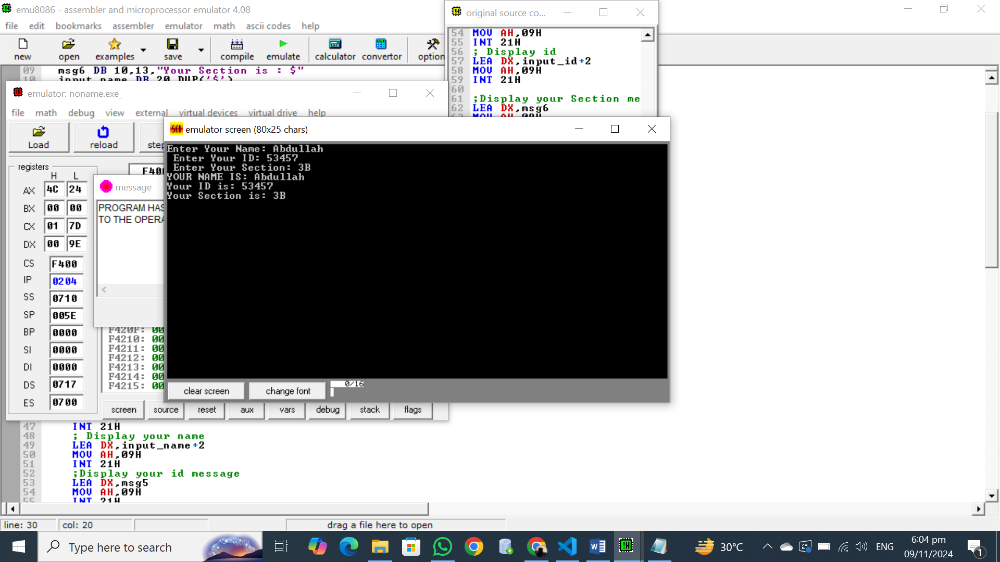 emu8086 - assembler and microprocessor emulator 4.08
file edit bookmarks assembler emulator math ascii codes help
new open examples save compile emulate calculator convertor option
09 msg6 DB 10,13,"Your Section is : $"
10 input_name DB 20 DUP('$')
original source co...
54 MOV AH,09H
55 INT 21H
56 ; Display id
57 LEA DX,input_id+2
58 MOV AH,09H
59 INT 21H
60
61 ;Display your Section me
62 LEA DX,msg6
63 MOV AH,09H
emulator: noname.exe_
file math debug view external virtual devices virtual drive help
Load reload step
registers
F400
H L
AX 4C 24
BX 00 00
CX 01 7D
DX 00 9E
CS F400
IP 0204
SS 0710
SP 005E
BP 0000
SI 0000
DI 0000
DS 0717
ES 0700
message
PROGRAM HAS
TO THE OPERA
F420F: 00
F4210: 00
F4211: 00
F4212: 00
F4213: 00
F4214: 00
F4215: 00
emulator screen (80x25 chars)
Enter Your Name: Abdullah
Enter Your ID: 53457
Enter Your Section: 3B
YOUR NAME IS: Abdullah
Your ID is: 53457
Your Section is: 3B
clear screen change font 0/16
screen source reset aux vars debug stack flags
47 INT 21H
48 ; Display your name
49 LEA DX,input_name+2
50 MOV AH,09H
51 INT 21H
52 ;Display your id message
53 LEA DX,msg5
54 MOV AH,09H
55 INT 21H
line: 30 col: 20 drag a file here to open
Type here to search
30°C
ENG
6:04 pm
09/11/2024
1